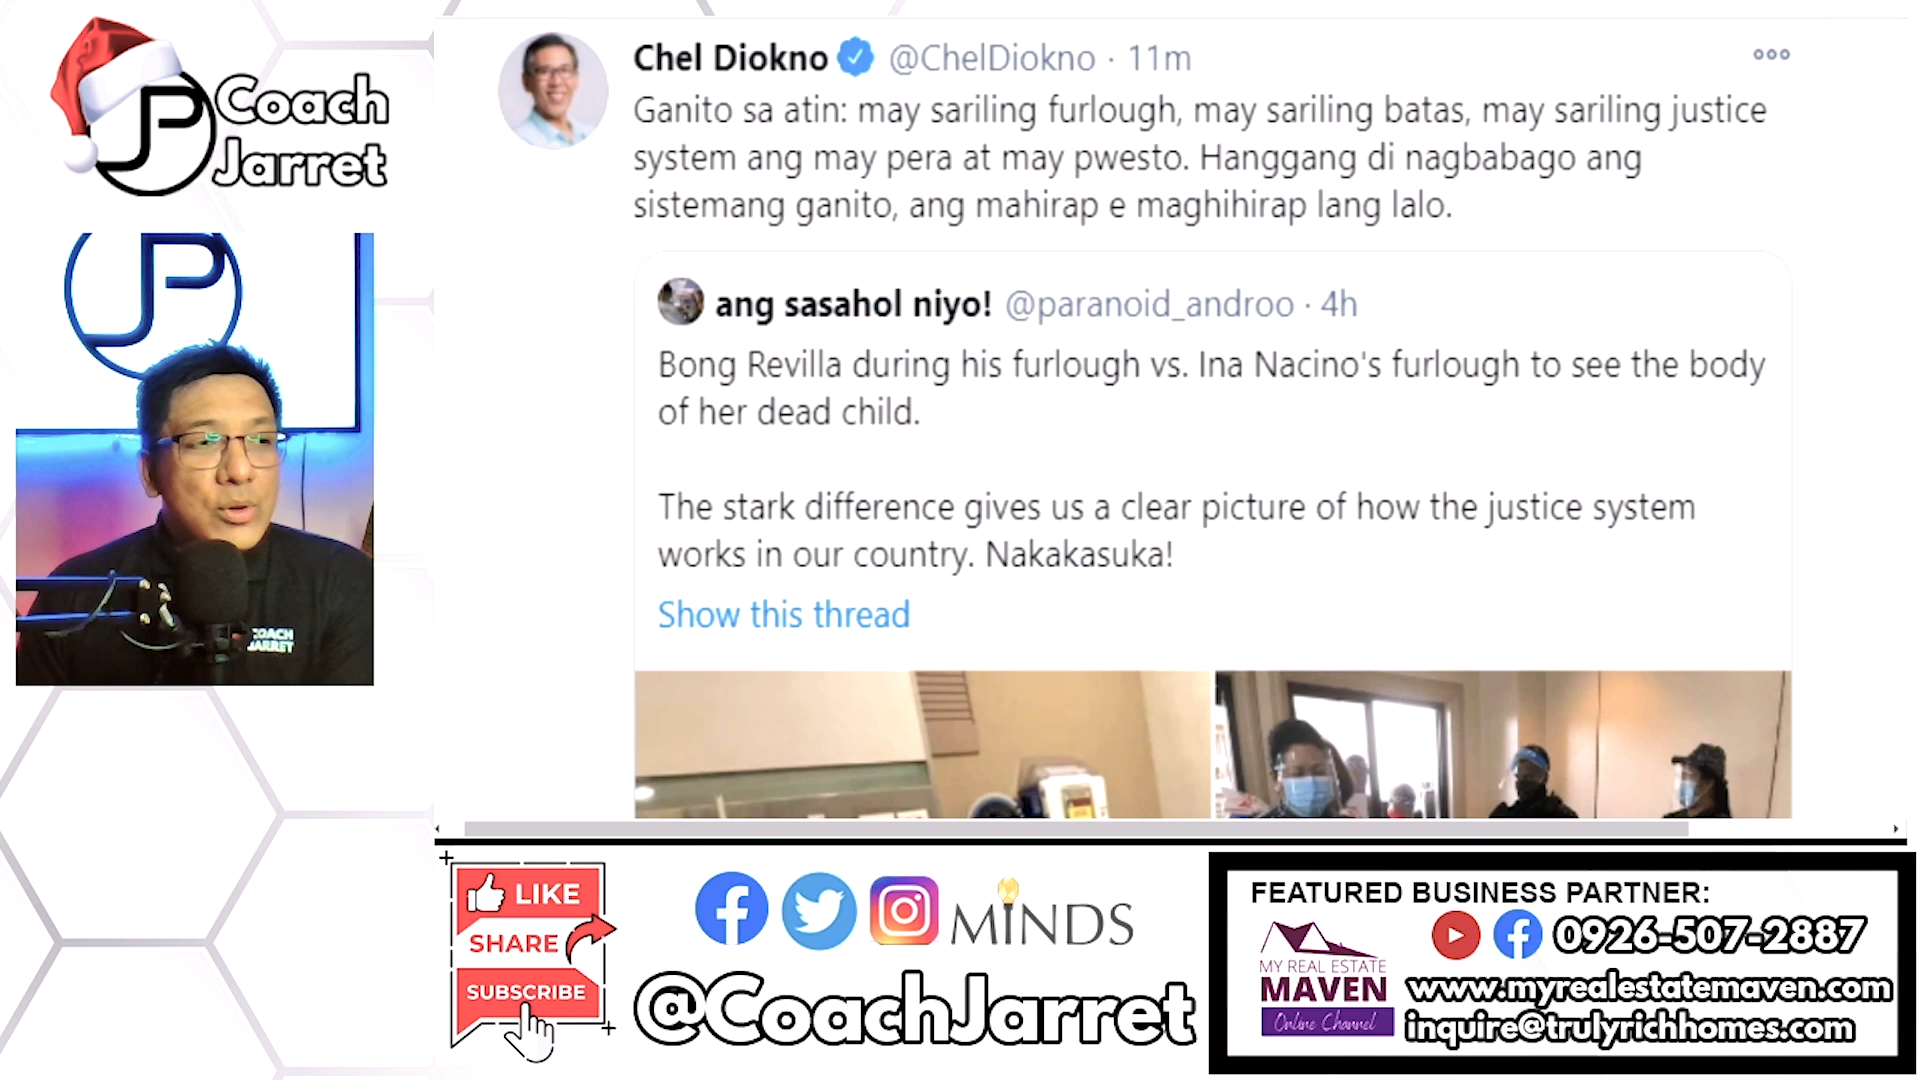 Coach
Jarret
COACH
JARRET
Chel Diokno @ChelDiokno · 11m
Ganito sa atin: may sariling furlough, may sariling batas, may sariling justice
system ang may pera at may pwesto. Hanggang di nagbabago ang
sistemang ganito, ang mahirap e maghihirap lang lalo.
ang sasahol niyo! @paranoid_androo · 4h
Bong Revilla during his furlough vs. Ina Nacino's furlough to see the body
of her dead child.
The stark difference gives us a clear picture of how the justice system
works in our country. Nakakasuka!
Show this thread
LIKE
SHARE
SUBSCRIBE
MINDS
@CoachJarret
FEATURED BUSINESS PARTNER:
0926-507-2887
MY REAL ESTATE
MAVEN
Online Channel
www.myrealestatemaven.com
inquire@trulyrichhomes.com